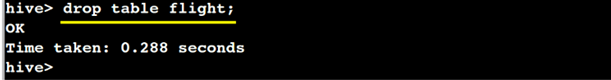 hive> drop table flight;
OK
Time taken: 0.288 seconds
hive>